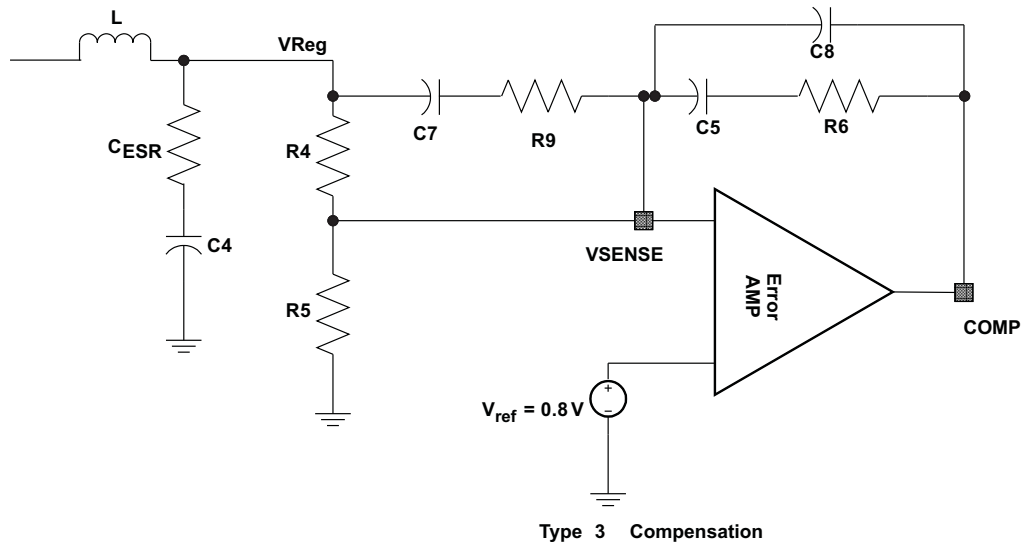 L
VReg
C8
C7
R9
C5
R6
CESR
R4
C4
VSENSE
R5
Error
AMP
COMP
Vref = 0.8 V
+
−
Type 3 Compensation